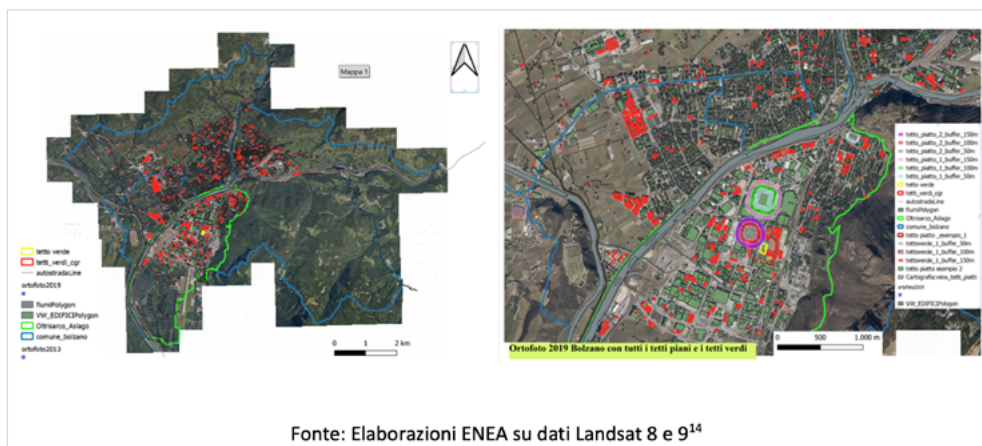 Mappa 1
tetto verde
tetti_verdi_cgr
autostradaLine
ortofoto2019
fiumiPolygon
VW_EDIFICIPolygon
Oltrisarco_Aslago
comune_bolzano
ortofoto2013
0 1 2 km
tetto_piatto_2_buffer_150m
tetto_piatto_2_buffer_100m
tetto_piatto_2_buffer_50m
tetto_piatto_1_buffer_150m
tetto_piatto_1_buffer_100m
tetto_piatto_1_buffer_50m
tetto verde
tetti_verdi_cgr
autostradaLine
fiumiPolygon
Oltrisarco_Aslago
comune_bolzano
tetto piatto _esempio_1
tettoverde_1_buffer_50m
tettoverde_1_buffer_100m
tettoverde_1_buffer_150m
tetto piatto esempio 2
Cartografia:view_tetti_piatto
ortofoto2019
VW_EDIFICIPolygon
Ortofoto 2019 Bolzano con tutti i tetti piani e i tetti verdi
0 500 1.000 m
Fonte: Elaborazioni ENEA su dati Landsat 8 e 9¹⁴